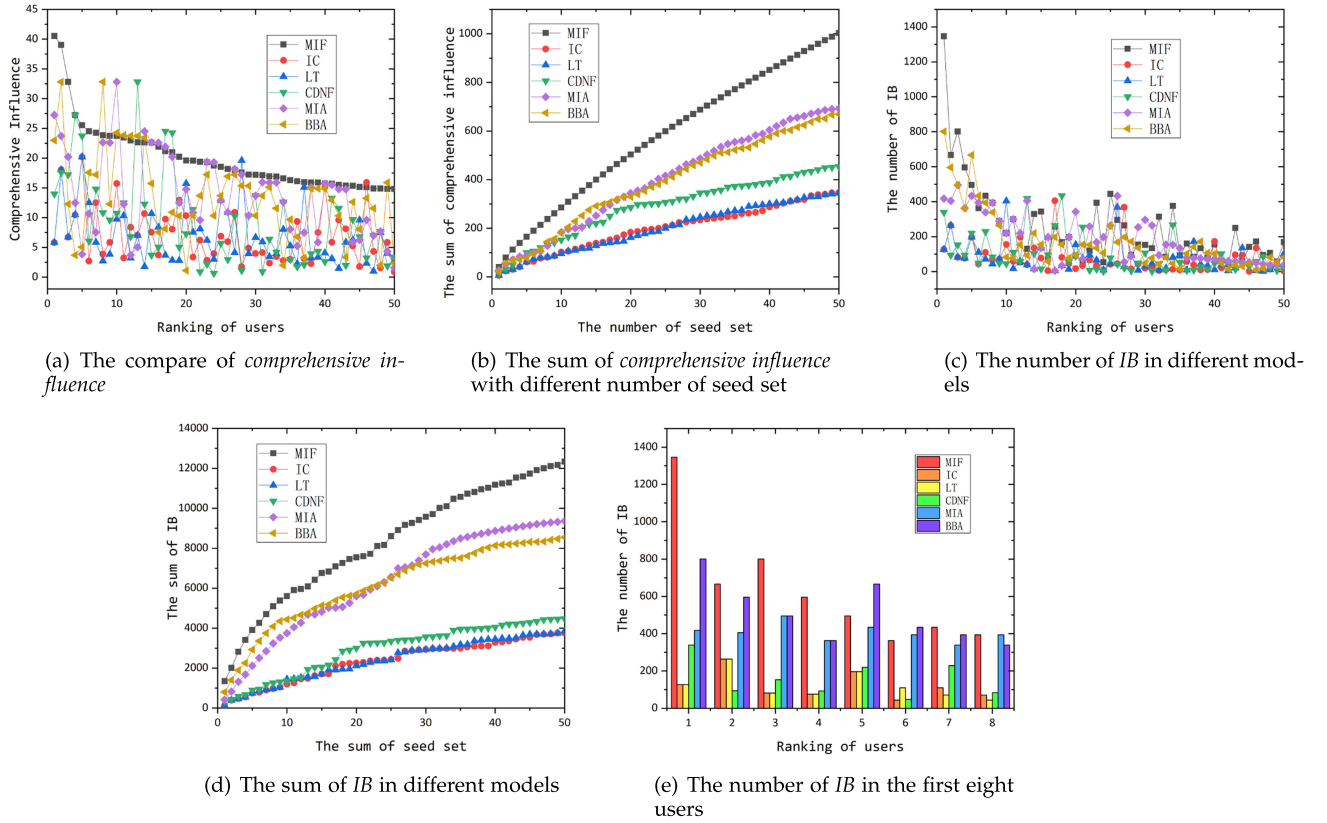 45
40
35
30
25
20
15
10
5
0
Comprehensive Influence
MIF
IC
LT
CDNF
MIA
BBA
0 10 20 30 40 50
Ranking of users
(a) The compare of comprehensive in-
fluence
1000
800
600
400
200
0
The sum of comprehensive influence
MIF
IC
LT
CDNF
MIA
BBA
0 10 20 30 40 50
The number of seed set
(b) The sum of comprehensive influence
with different number of seed set
1400
1200
1000
800
600
400
200
0
The number of IB
MIF
IC
LT
CDNF
MIA
BBA
0 10 20 30 40 50
Ranking of users
(c) The number of IB in different mod-
els
14000
12000
10000
8000
6000
4000
2000
0
The sum of IB
MIF
IC
LT
CDNF
MIA
BBA
0 10 20 30 40 50
The sum of seed set
(d) The sum of IB in different models
1400
1200
1000
800
600
400
200
0
The number of IB
MIF
IC
LT
CDNF
MIA
BBA
1 2 3 4 5 6 7 8
Ranking of users
(e) The number of IB in the first eight
users